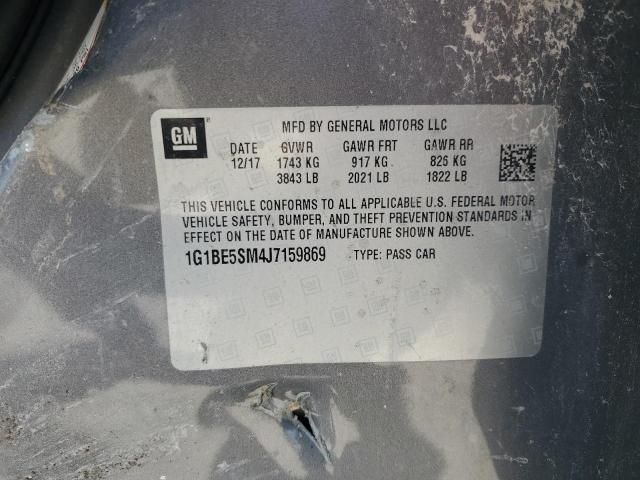 GM
MFD BY GENERAL MOTORS LLC
DATE GVWR GAWR FRT GAWR RR
12/17 1743 KG 917 KG 826 KG
3843 LB 2021 LB 1822 LB
THIS VEHICLE CONFORMS TO ALL APPLICABLE U.S. FEDERAL MOTOR
VEHICLE SAFETY, BUMPER, AND THEFT PREVENTION STANDARDS IN
EFFECT ON THE DATE OF MANUFACTURE SHOWN ABOVE.
1G1BE5SM4J7159869 TYPE: PASS CAR